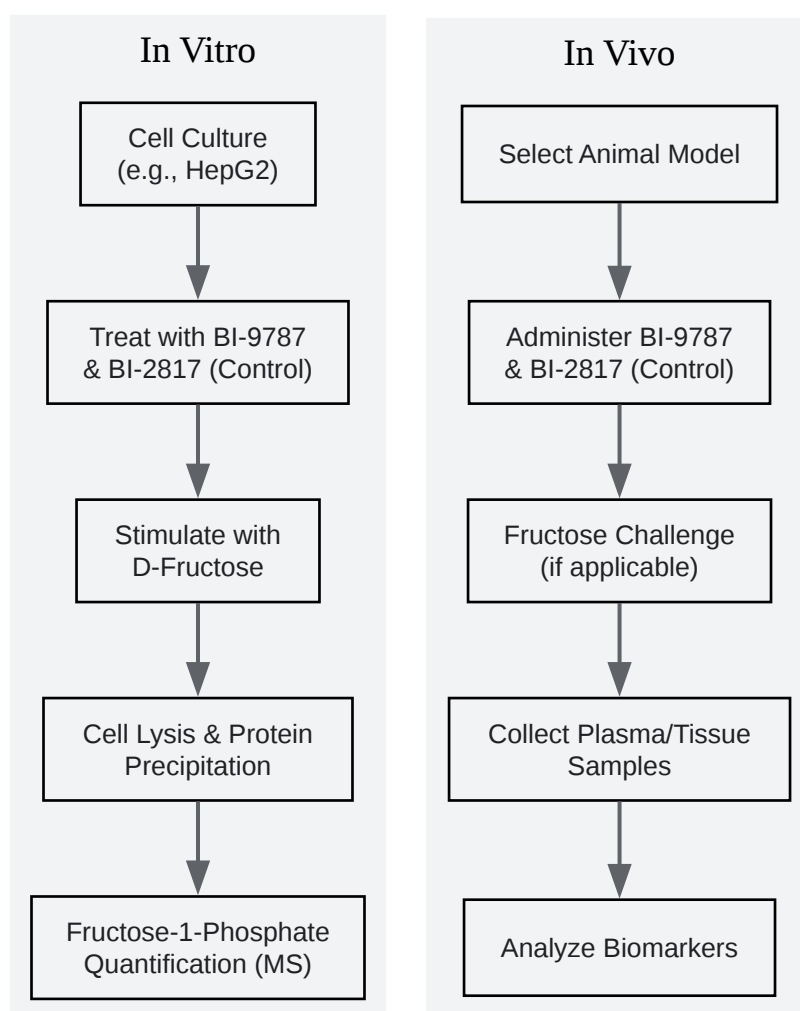 In Vitro
Cell Culture
(e.g., HepG2)
Treat with BI-9787
& BI-2817 (Control)
Stimulate with
D-Fructose
Cell Lysis & Protein
Precipitation
Fructose-1-Phosphate
Quantification (MS)
In Vivo
Select Animal Model
Administer BI-9787
& BI-2817 (Control)
Fructose Challenge
(if applicable)
Collect Plasma/Tissue
Samples
Analyze Biomarkers